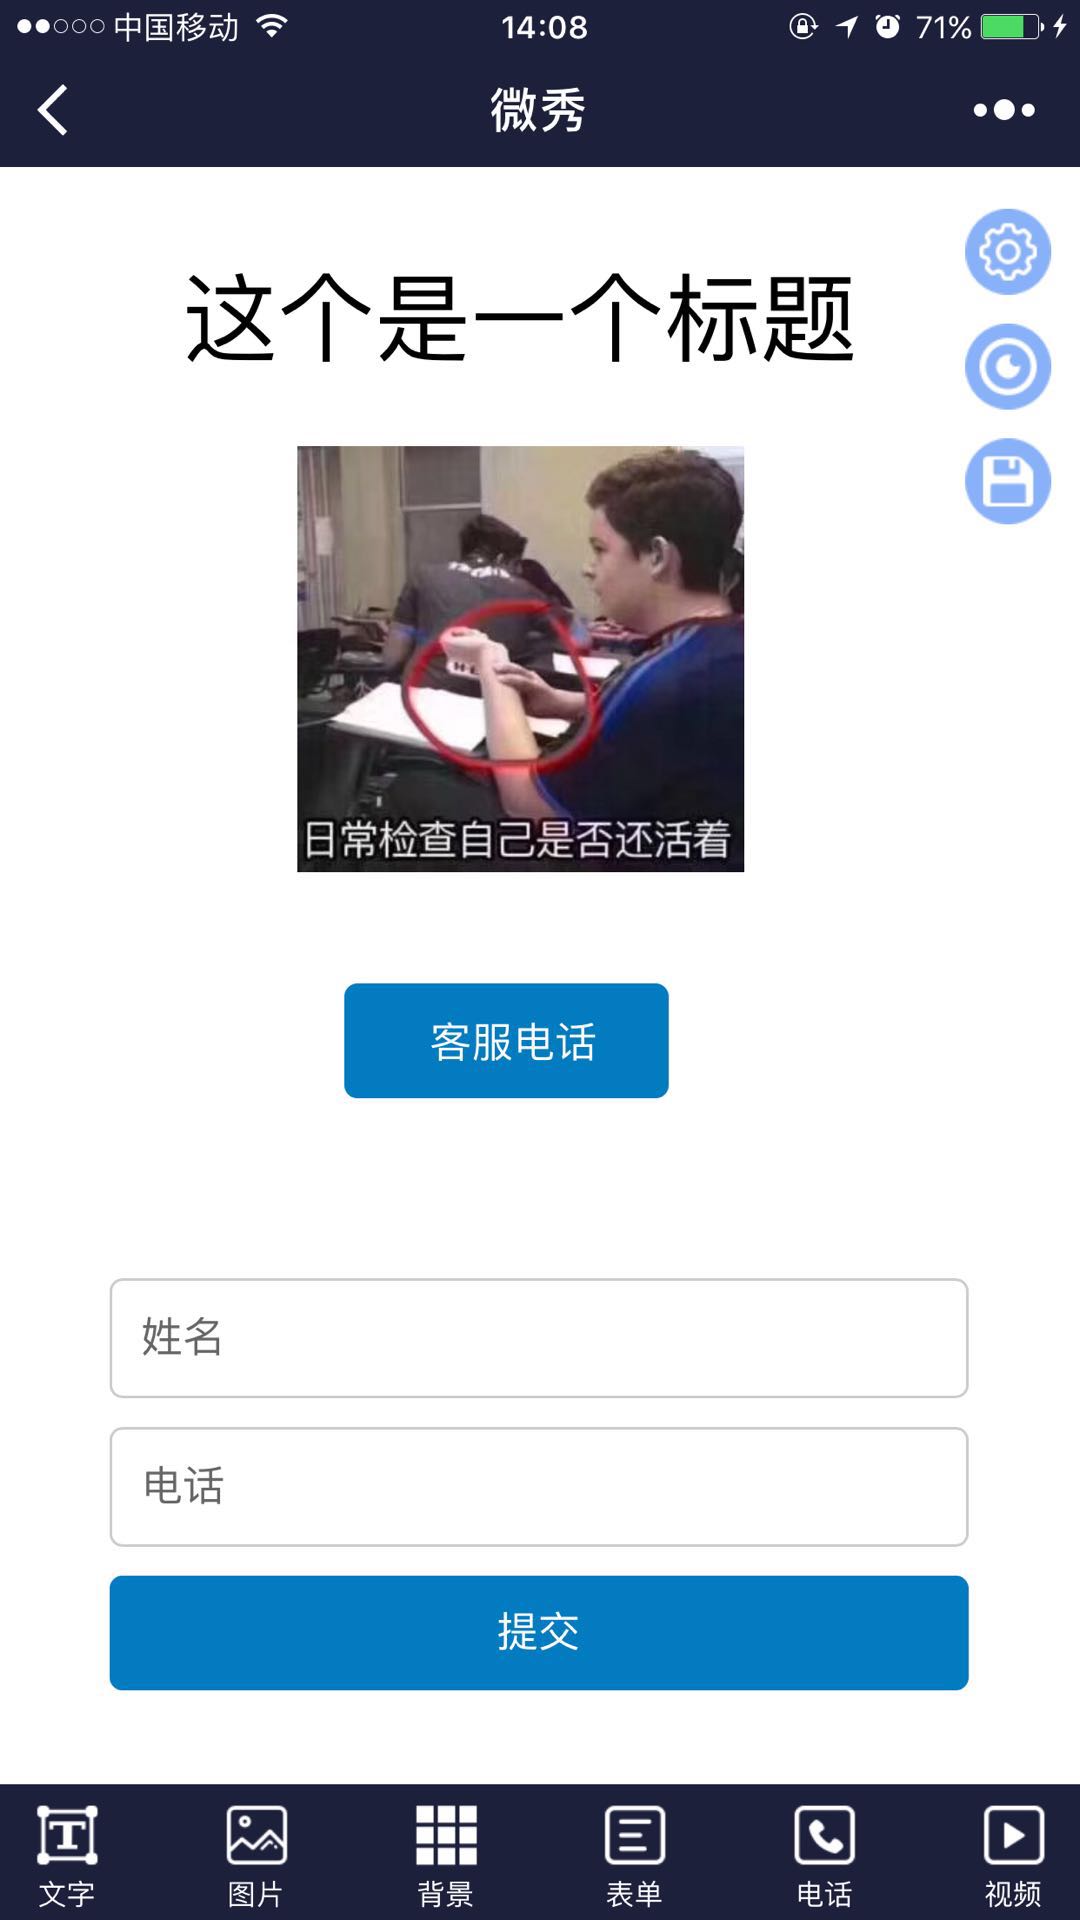 中国移动
14:08
71%
微秀
这个是一个标题
日常检查自己是否还活着
客服电话
姓名
电话
提交
文字
图片
背景
表单
电话
视频